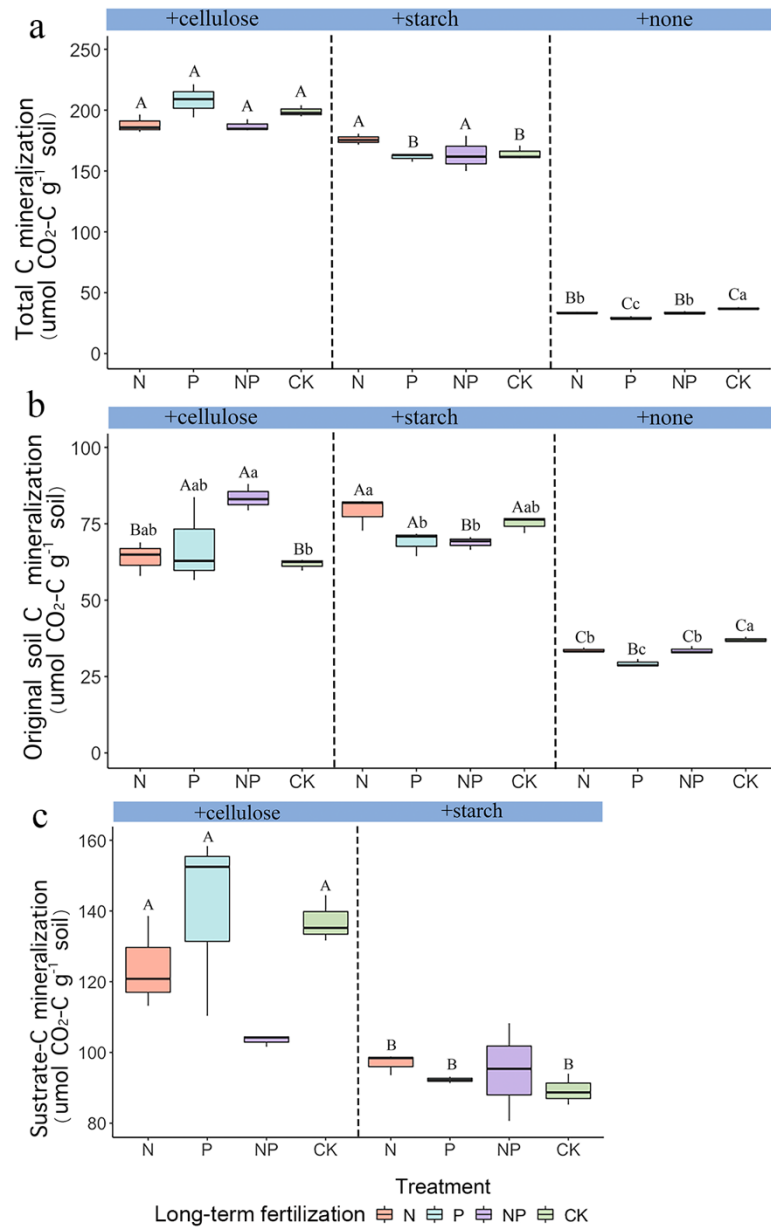 a
+cellulose +starch +none
Total C mineralization
(umol CO₂-C g⁻¹ soil)
250
200
150
100
50
0
A A A A A B A B Bb Cc Bb Ca
N P NP CK N P NP CK N P NP CK
b
+cellulose +starch +none
Original soil C mineralization
(umol CO₂-C g⁻¹ soil)
100
75
50
25
0
Bab Aab Aa Bb Aa Ab Bb Aab Cb Bc Cb Ca
N P NP CK N P NP CK N P NP CK
c
+cellulose +starch
Sustrate-C mineralization
(umol CO₂-C g⁻¹ soil)
160
140
120
100
80
A A A B B B
N P NP CK N P NP CK
Treatment
Long-term fertilization N P NP CK